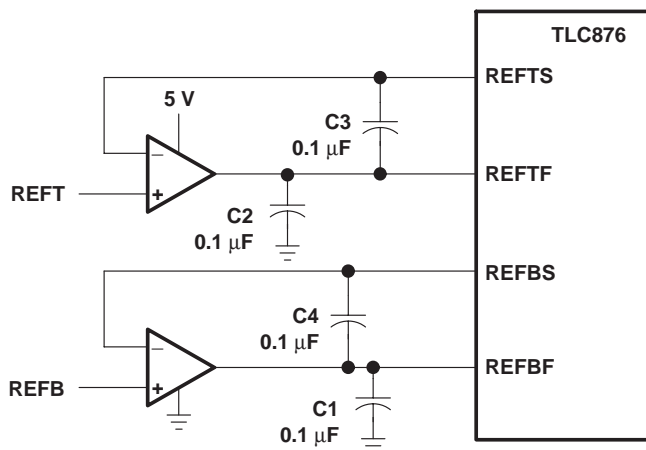 TLC876
REFTS
5 V
C3
0.1 μF
−
REFT
+
REFTF
C2
0.1 μF
REFBS
C4
0.1 μF
−
REFB
+
REFBF
C1
0.1 μF